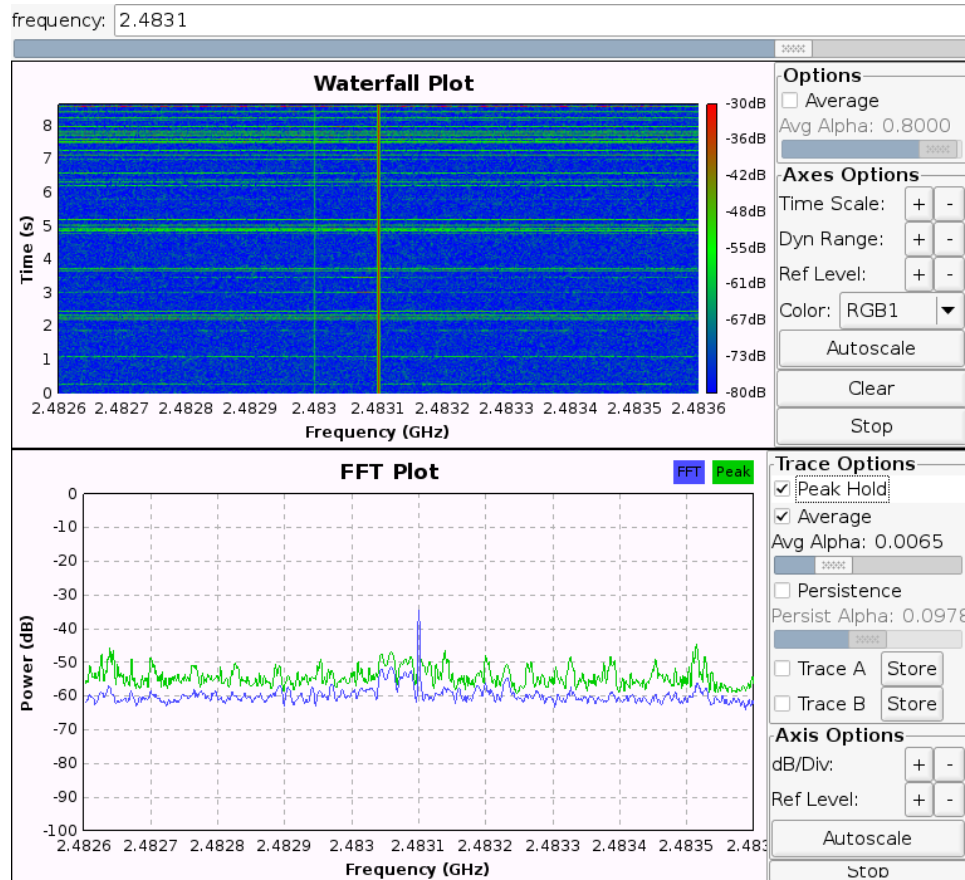 frequency: 2.4831
Waterfall Plot
Time (s)
8
7
6
5
4
3
2
1
0
2.4826 2.4827 2.4828 2.4829 2.483 2.4831 2.4832 2.4833 2.4834 2.4835 2.4836
Frequency (GHz)
-30dB
-36dB
-42dB
-48dB
-55dB
-61dB
-67dB
-73dB
-80dB
Options
Average
Avg Alpha: 0.8000
Axes Options
Time Scale: + -
Dyn Range: + -
Ref Level: + -
Color: RGB1
Autoscale
Clear
Stop
FFT Plot
FFT Peak
Power (dB)
0
-10
-20
-30
-40
-50
-60
-70
-80
-90
-100
2.4826 2.4827 2.4828 2.4829 2.483 2.4831 2.4832 2.4833 2.4834 2.4835 2.483
Frequency (GHz)
Trace Options
Peak Hold
Average
Avg Alpha: 0.0065
Persistence
Persist Alpha: 0.0978
Trace A Store
Trace B Store
Axis Options
dB/Div: + -
Ref Level: + -
Autoscale
Stop